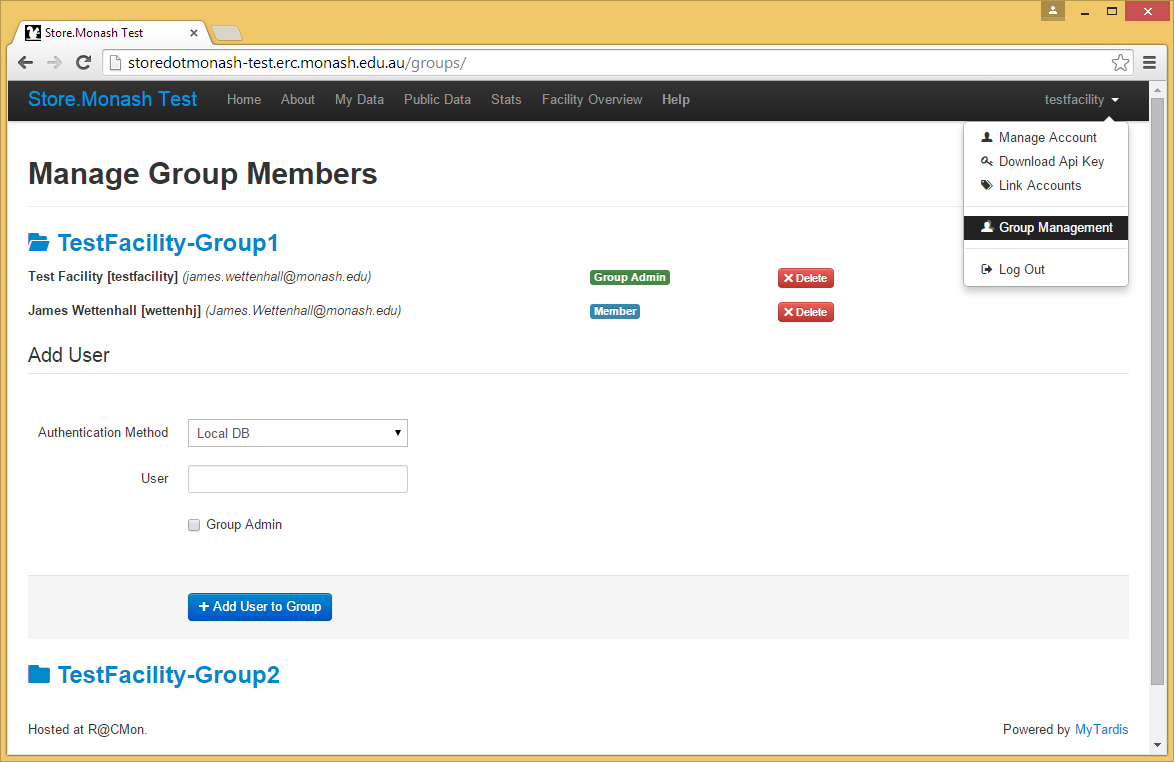 Store.Monash Test
storedotmonash-test.erc.monash.edu.au/groups/
Store.Monash Test Home About My Data Public Data Stats Facility Overview Help testfacility
Manage Account
Download Api Key
Link Accounts
Group Management
Log Out
Manage Group Members
TestFacility-Group1
Test Facility [testfacility] (james.wettenhall@monash.edu) Group Admin Delete
James Wettenhall [wettenhj] (James.Wettenhall@monash.edu) Member Delete
Add User
Authentication Method Local DB
User
Group Admin
+ Add User to Group
TestFacility-Group2
Hosted at R@CMon. Powered by MyTardis